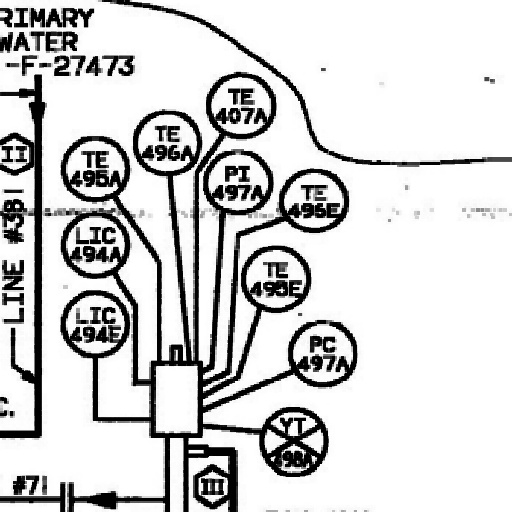 RIMARY
WATER
-F-27473
TE
407A
TE
496A
TE
495A
II
PI
497A
TE
496E
LIC
494A
LINE #381
TE
495E
LIC
494E
PC
497A
C.
YT
498A
III
#71